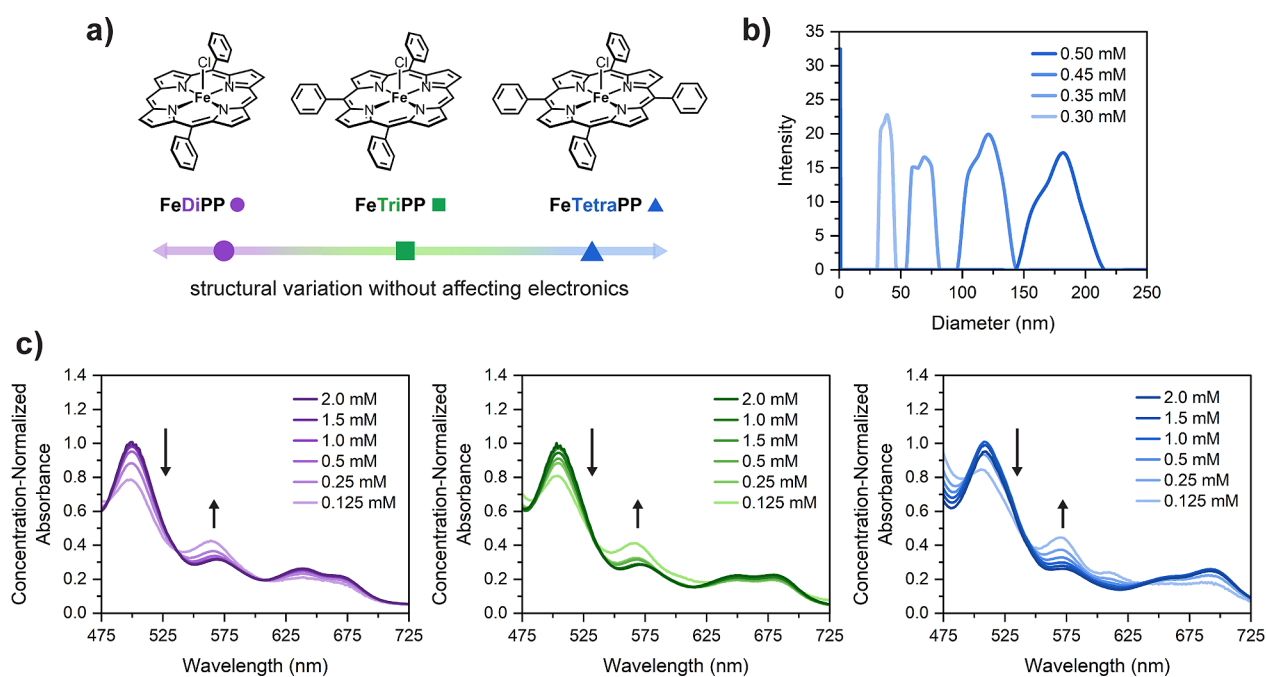 a)
Cl
Fe
N
N
N
N
Cl
Fe
N
N
N
N
Cl
Fe
N
N
N
N
FeDiPP
FeTriPP
FeTetraPP
structural variation without affecting electronics
b)
35
30
25
20
15
10
5
0
Intensity
0.50 mM
0.45 mM
0.35 mM
0.30 mM
0 50 100 150 200 250
Diameter (nm)
c)
Concentration-Normalized
Absorbance
1.4
1.2
1.0
0.8
0.6
0.4
0.2
0.0
2.0 mM
1.5 mM
1.0 mM
0.5 mM
0.25 mM
0.125 mM
475 525 575 625 675 725
Wavelength (nm)
Concentration-Normalized
Absorbance
1.4
1.2
1.0
0.8
0.6
0.4
0.2
0.0
2.0 mM
1.0 mM
1.5 mM
0.5 mM
0.25 mM
0.125 mM
475 525 575 625 675 725
Wavelength (nm)
Concentration-Normalized
Absorbance
1.4
1.2
1.0
0.8
0.6
0.4
0.2
0.0
2.0 mM
1.5 mM
1.0 mM
0.5 mM
0.25 mM
0.125 mM
475 525 575 625 675 725
Wavelength (nm)